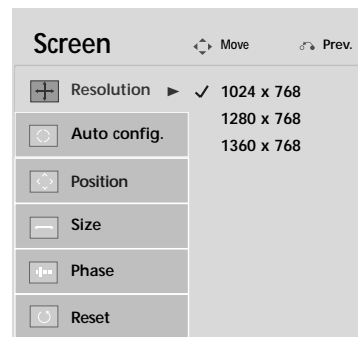 Screen
Move
Prev.
Resolution ► ✓ 1024 x 768
1280 x 768
1360 x 768
Auto config.
Position
Size
Phase
Reset